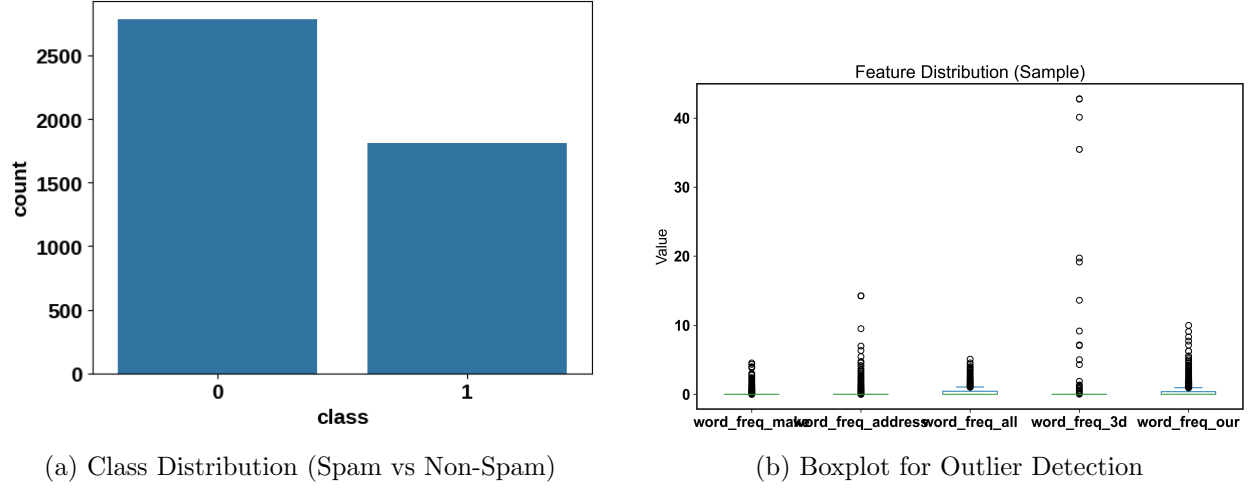 2500
2000
1500
1000
500
0
count
0 1
class
Feature Distribution (Sample)
40
30
20
10
0
Value
word_freq_make word_freq_address word_freq_all word_freq_3d word_freq_our
(a) Class Distribution (Spam vs Non-Spam)
(b) Boxplot for Outlier Detection